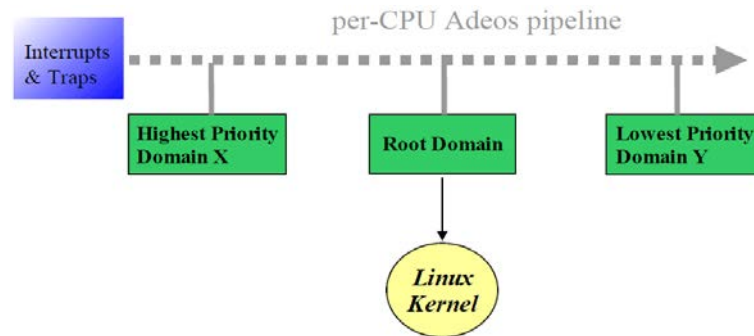 per-CPU Adeos pipeline
Interrupts
& Traps
Highest Priority
Domain X
Root Domain
Lowest Priority
Domain Y
Linux
Kernel